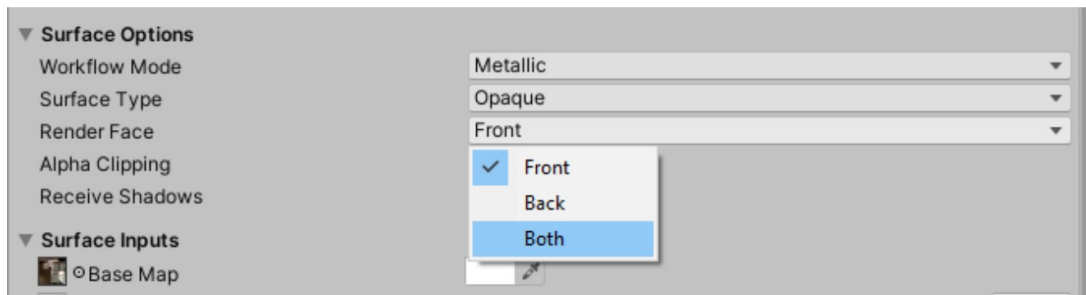 Surface Options
Workflow Mode Metallic
Surface Type Opaque
Render Face Front
Alpha Clipping Front
Back
Receive Shadows
Both
Surface Inputs
Base Map